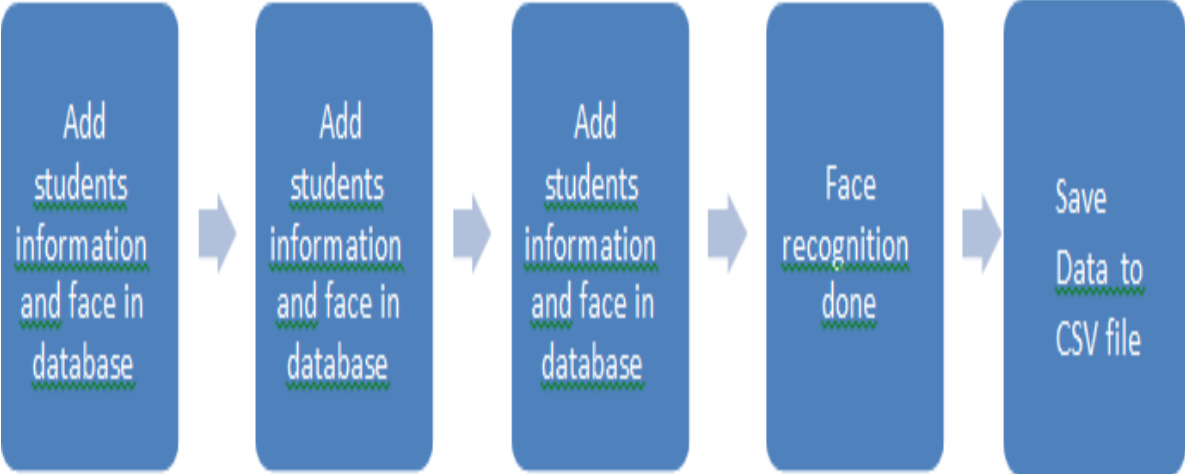 Add
students
information
and face in
database
Add
students
information
and face in
database
Add
students
information
and face in
database
Face
recognition
done
Save
Data to
CSV file